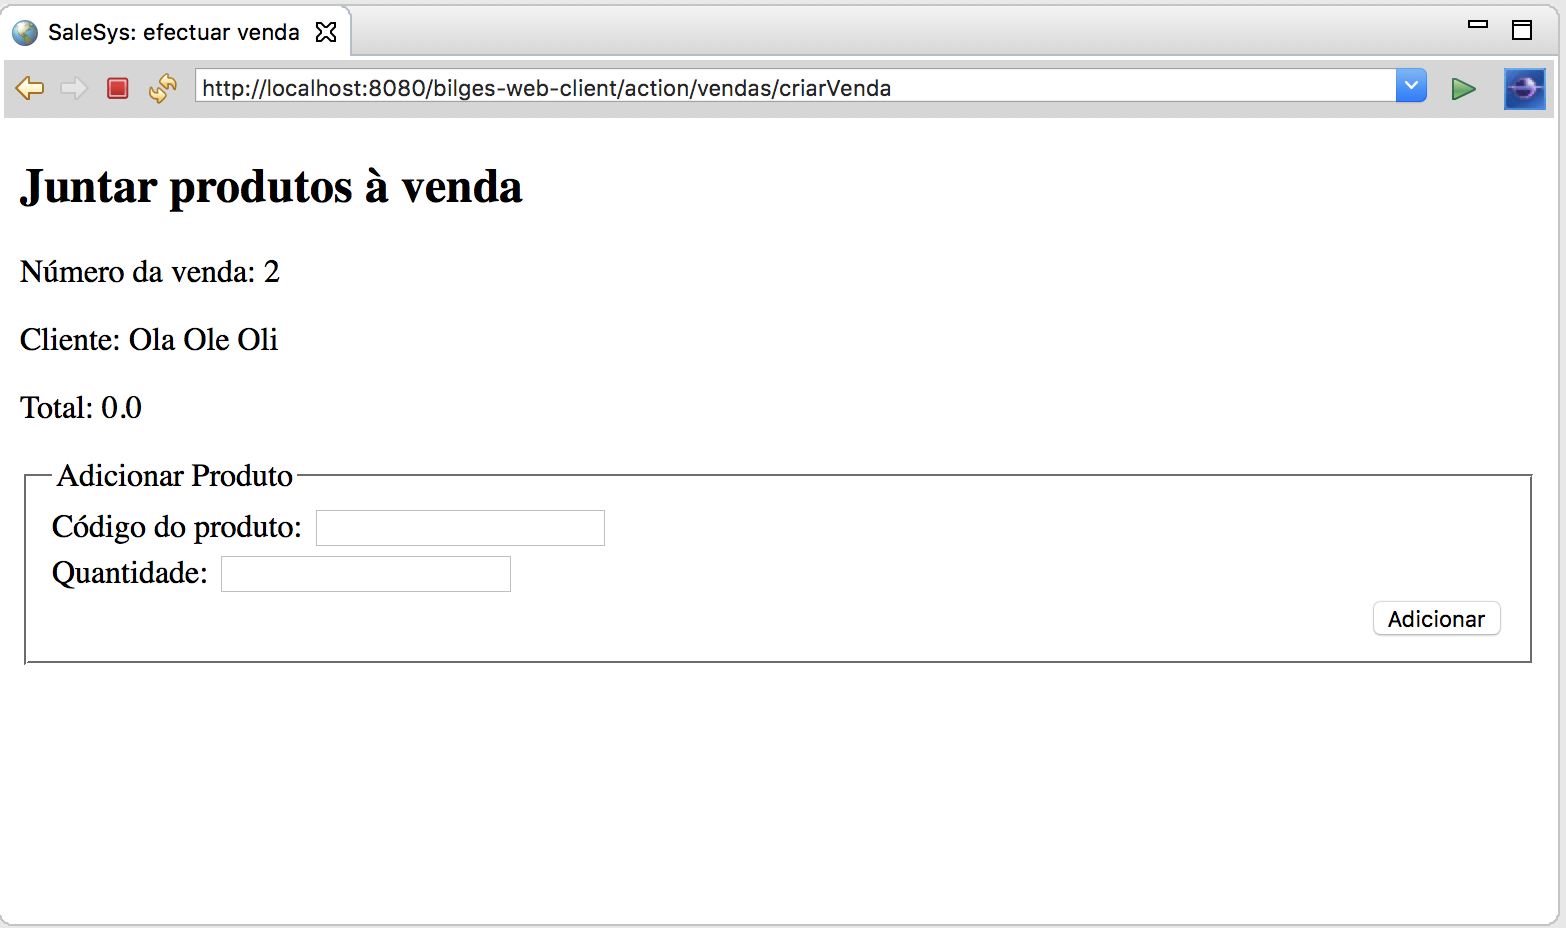 SaleSys: efectuar venda
http://localhost:8080/bilges-web-client/action/vendas/criarVenda
Juntar produtos à venda
Número da venda: 2
Cliente: Ola Ole Oli
Total: 0.0
Adicionar Produto
Código do produto:
Quantidade:
Adicionar